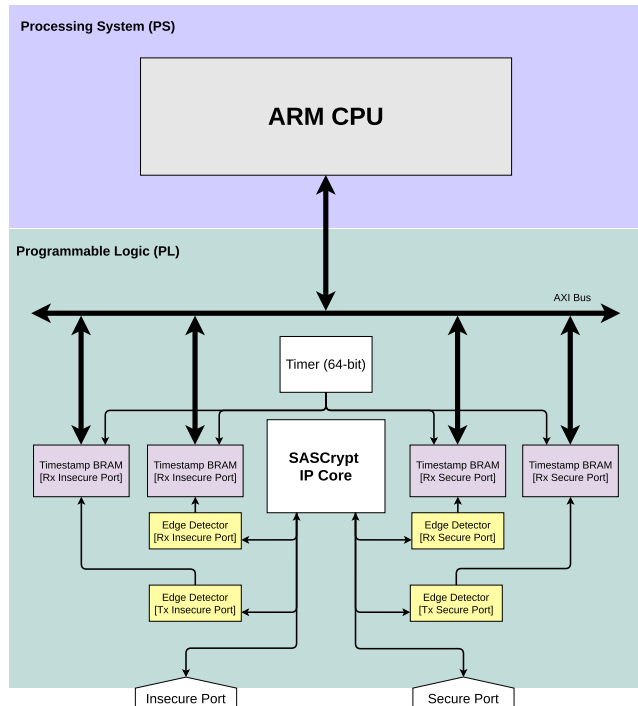 Processing System (PS)
ARM CPU
Programmable Logic (PL)
AXI Bus
Timer (64-bit)
Timestamp BRAM
[Rx Insecure Port]
Timestamp BRAM
[Rx Insecure Port]
SASCrypt
IP Core
Timestamp BRAM
[Rx Secure Port]
Timestamp BRAM
[Rx Secure Port]
Edge Detector
[Rx Insecure Port]
Edge Detector
[Rx Secure Port]
Edge Detector
[Tx Insecure Port]
Edge Detector
[Tx Secure Port]
Insecure Port
Secure Port